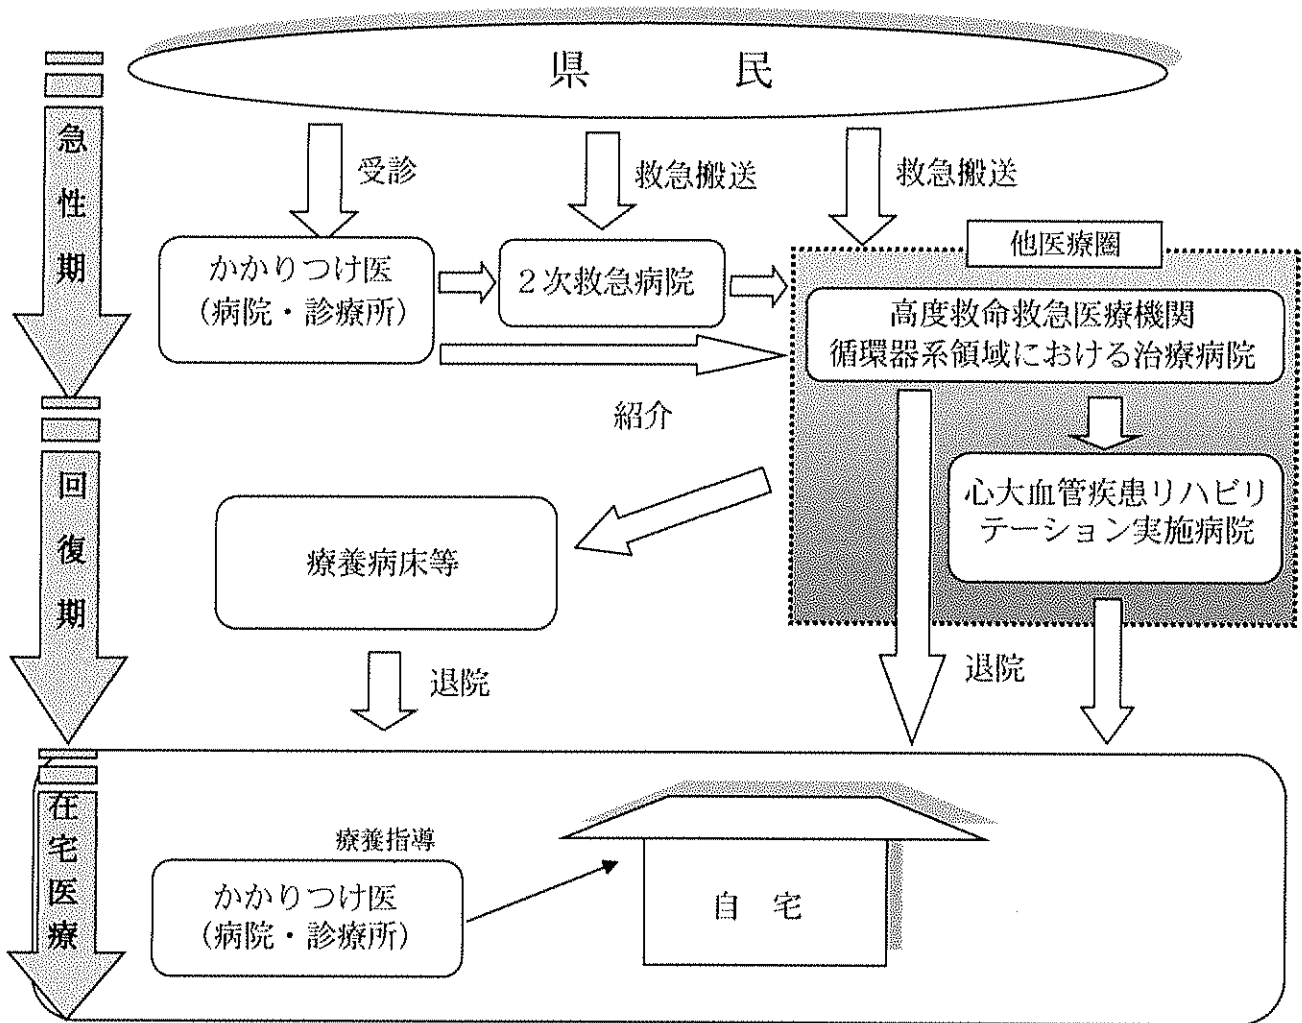 県　民
急性期
受診
救急搬送
救急搬送
他医療圏
かかりつけ医
(病院・診療所)
２次救急病院
高度救命救急医療機関
循環器系領域における治療病院
紹介
回復期
心大血管疾患リハビリ
テーション実施病院
療養病床等
退院
退院
在宅医療
療養指導
かかりつけ医
(病院・診療所)
自　宅